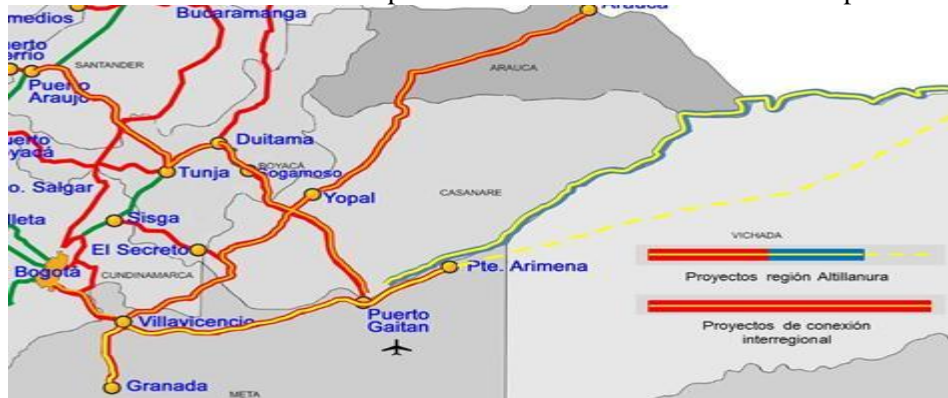 Bucaramanga
Arauca
SANTANDER
ARAUCA
Puerto
Araujo
Duitama
BOYACÁ
Sogamoso
Tunja
Yopal
CASANARE
o. Salgar
Sisga
El Secreto
VICHADA
Bogotá
CUNDINAMARCA
Pte. Arimena
Proyectos región Altillanura
Villavicencio
Puerto
Gaitan
Proyectos de conexión
interregional
Granada
META